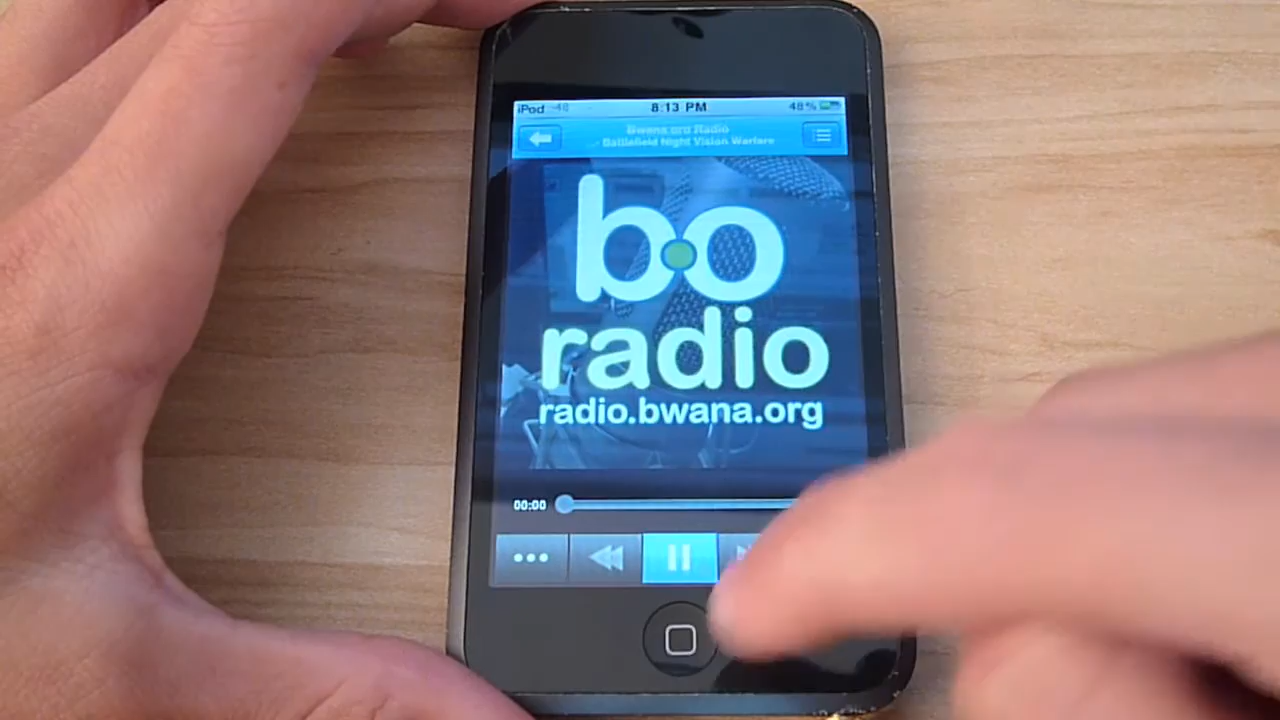 iPod 8:13 PM 48%
Bwana.org Radio
Battlefield Night Vision Warfare
bo
radio
radio.bwana.org
00:00